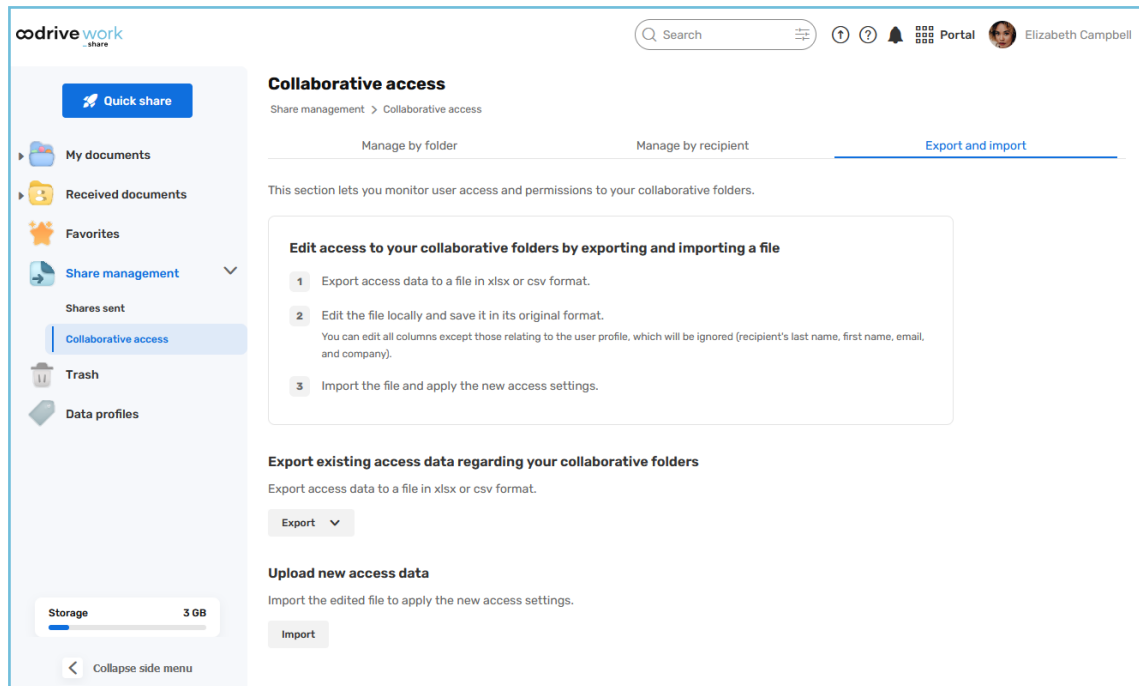 oodrive work
_share
Search
Portal
Elizabeth Campbell
Quick share
My documents
Received documents
Favorites
Share management
Shares sent
Collaborative access
Trash
Data profiles
Storage 3 GB
Collapse side menu
Collaborative access
Share management > Collaborative access
Manage by folder
Manage by recipient
Export and import
This section lets you monitor user access and permissions to your collaborative folders.
Edit access to your collaborative folders by exporting and importing a file
1 Export access data to a file in xlsx or csv format.
2 Edit the file locally and save it in its original format.
You can edit all columns except those relating to the user profile, which will be ignored (recipient's last name, first name, email,
and company).
3 Import the file and apply the new access settings.
Export existing access data regarding your collaborative folders
Export access data to a file in xlsx or csv format.
Export
Upload new access data
Import the edited file to apply the new access settings.
Import